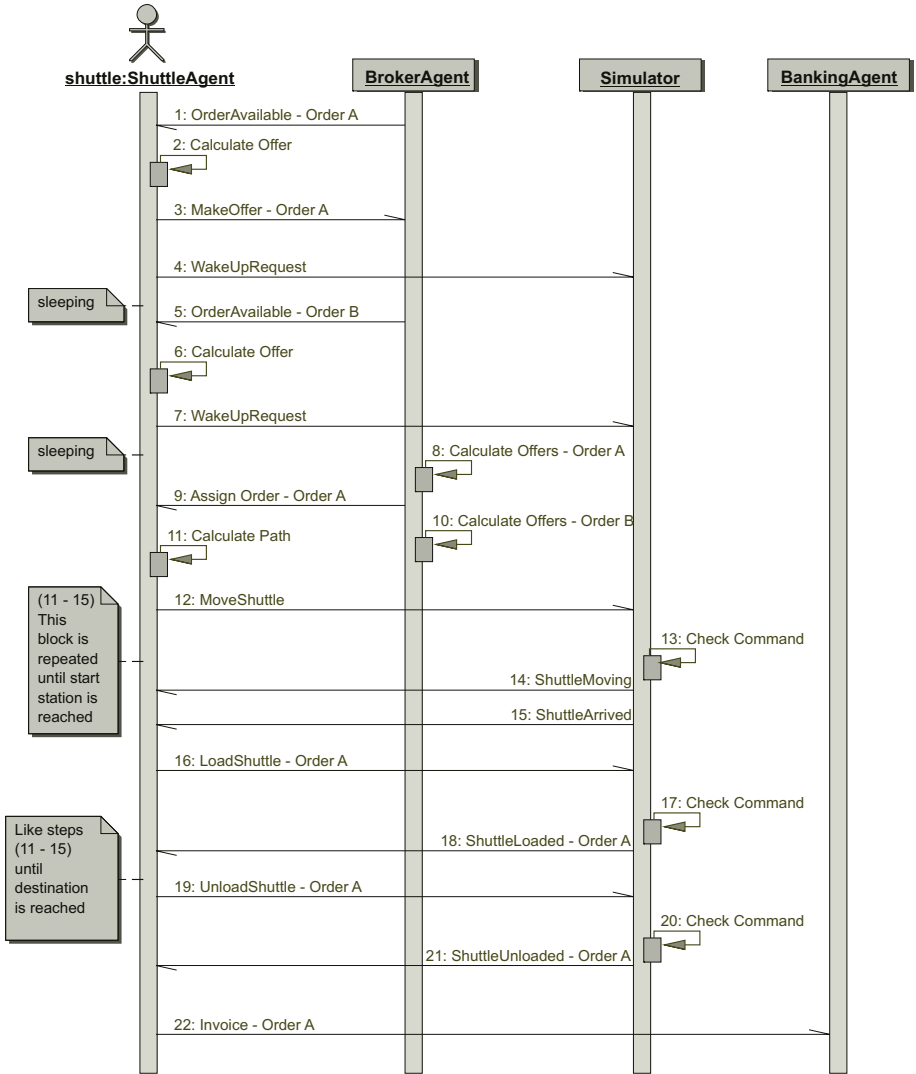 shuttle:ShuttleAgent
BrokerAgent
Simulator
BankingAgent
1: OrderAvailable - Order A
2: Calculate Offer
3: MakeOffer - Order A
4: WakeUpRequest
sleeping
5: OrderAvailable - Order B
6: Calculate Offer
7: WakeUpRequest
sleeping
8: Calculate Offers - Order A
9: Assign Order - Order A
10: Calculate Offers - Order B
11: Calculate Path
(11 - 15)
This
block is
repeated
until start
station is
reached
12: MoveShuttle
13: Check Command
14: ShuttleMoving
15: ShuttleArrived
16: LoadShuttle - Order A
17: Check Command
Like steps
(11 - 15)
until
destination
is reached
18: ShuttleLoaded - Order A
19: UnloadShuttle - Order A
20: Check Command
21: ShuttleUnloaded - Order A
22: Invoice - Order A